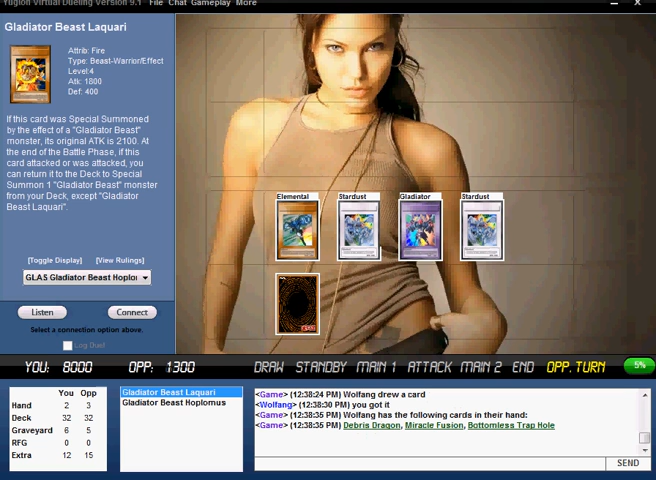 Yugioh Virtual Dueling Version 9.1 File Chat Gameplay More
Gladiator Beast Laquari
Attrib: Fire
Type: Beast-Warrior/Effect
Level:4
Atk: 1800
Def: 400
If this card was Special Summoned
by the effect of a "Gladiator Beast"
monster, its original ATK is 2100. At
the end of the Battle Phase, if this
card attacked or was attacked, you
can return it to the Deck to Special
Summon 1 "Gladiator Beast" monster
from your Deck, except "Gladiator
Beast Laquari".
[Toggle Display] [View Rulings]
GLAS Gladiator Beast Hoplo
Listen Connect
Select a connection option above.
Log Duel
Elemental Stardust Gladiator Stardust
YOU: 8000 OPP: 1300 DRAW STANDBY MAIN 1 ATTACK MAIN 2 END OPP. TURN 5%
You Opp
Hand 2 3
Deck 32 32
Graveyard 6 5
RFG 0 0
Extra 12 15
Gladiator Beast Laquari
Gladiator Beast Hoplomus
<Game> (12:38:24 PM) Wolfang drew a card
<Wolfang> (12:38:30 PM) you got it
<Game> (12:38:35 PM) Wolfang has the following cards in their hand:
<Game> (12:38:35 PM) Debris Dragon, Miracle Fusion, Bottomless Trap Hole
SEND